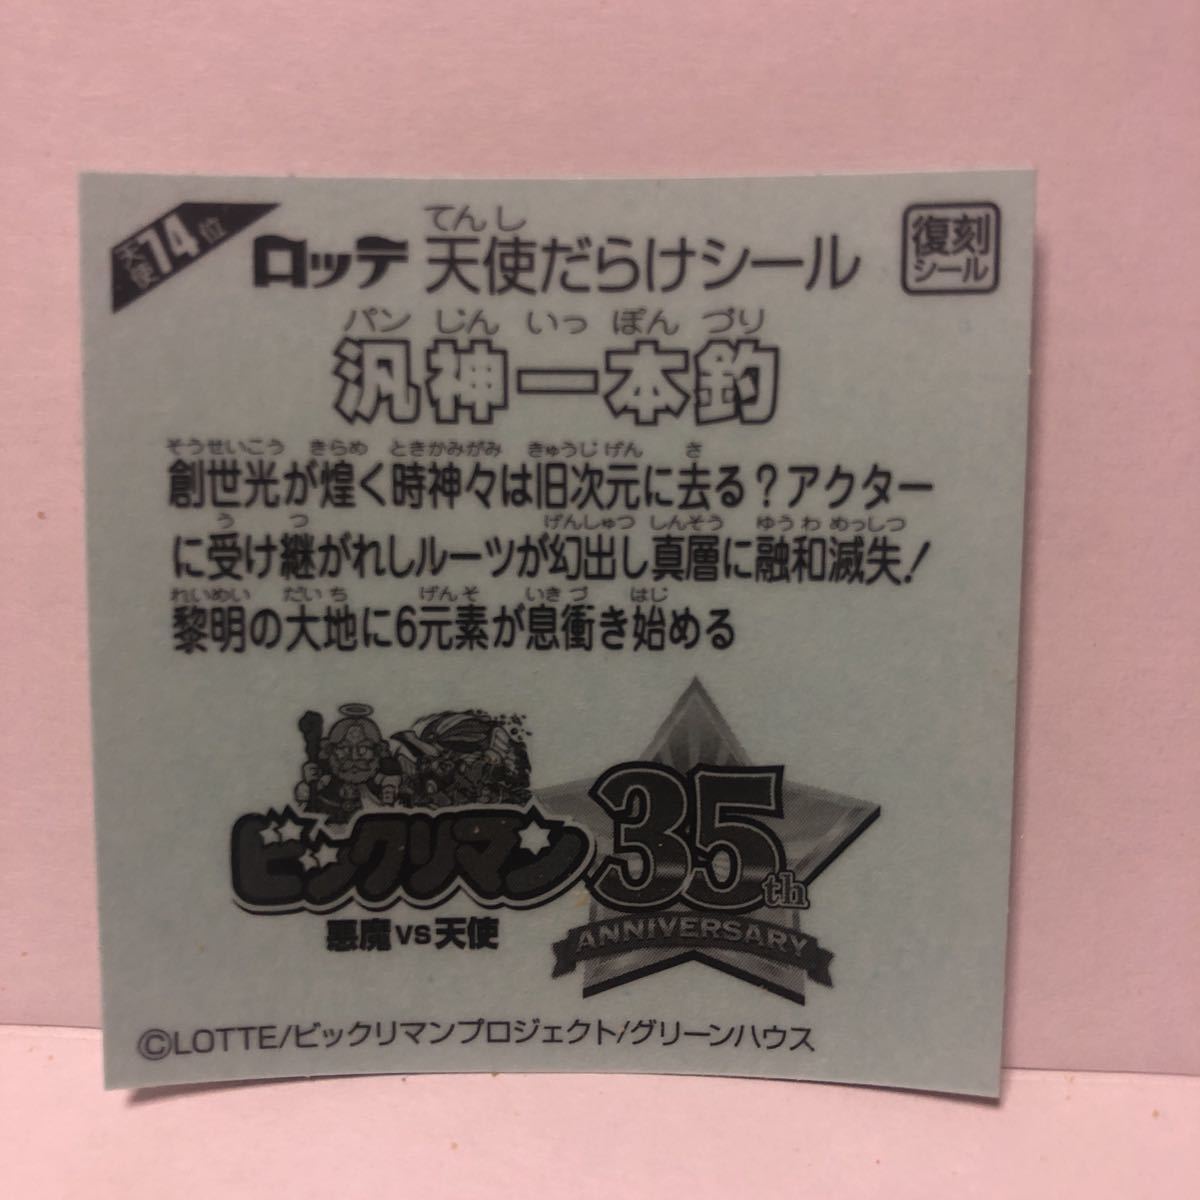 天使74位
ロッテ 天使だらけシール
てんし
復刻
シール
パン じん いっ ぽん づり
汎神一本釣
そうせいこう きらめ ときかみがみ きゅうじげん さ
創世光が煌く時神々は旧次元に去る?アクター
う つ げんしゅつ しんそう ゆうわ めっしつ
に受け継がれしルーツが幻出し真層に融和滅失!
れいめい だいち げんそ いきづ はじ
黎明の大地に6元素が息衝き始める
ビックリマン
悪魔VS天使
35th
ANNIVERSARY
©LOTTE/ビックリマンプロジェクト/グリーンハウス